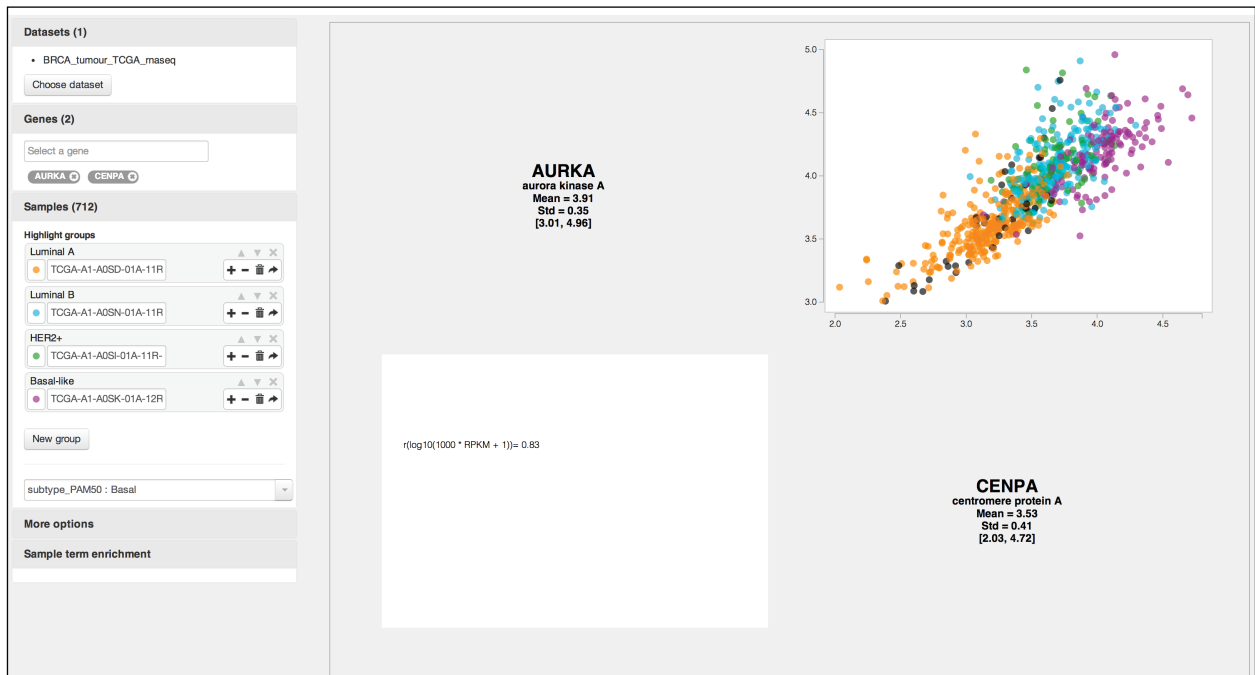 Datasets (1)
• BRCA_tumour_TCGA_rnaseq
Choose dataset
Genes (2)
Select a gene
AURKA
CENPA
Samples (712)
Highlight groups
Luminal A
TCGA-A1-A0SD-01A-11R
Luminal B
TCGA-A1-A0SN-01A-11R
HER2+
TCGA-A1-A0SI-01A-11R-
Basal-like
TCGA-A1-A0SK-01A-12R
New group
subtype_PAM50 : Basal
More options
Sample term enrichment
AURKA
aurora kinase A
Mean = 3.91
Std = 0.35
[3.01, 4.96]
5.0
4.5
4.0
3.5
3.0
2.0 2.5 3.0 3.5 4.0 4.5
r(log10(1000 * RPKM + 1))= 0.83
CENPA
centromere protein A
Mean = 3.53
Std = 0.41
[2.03, 4.72]